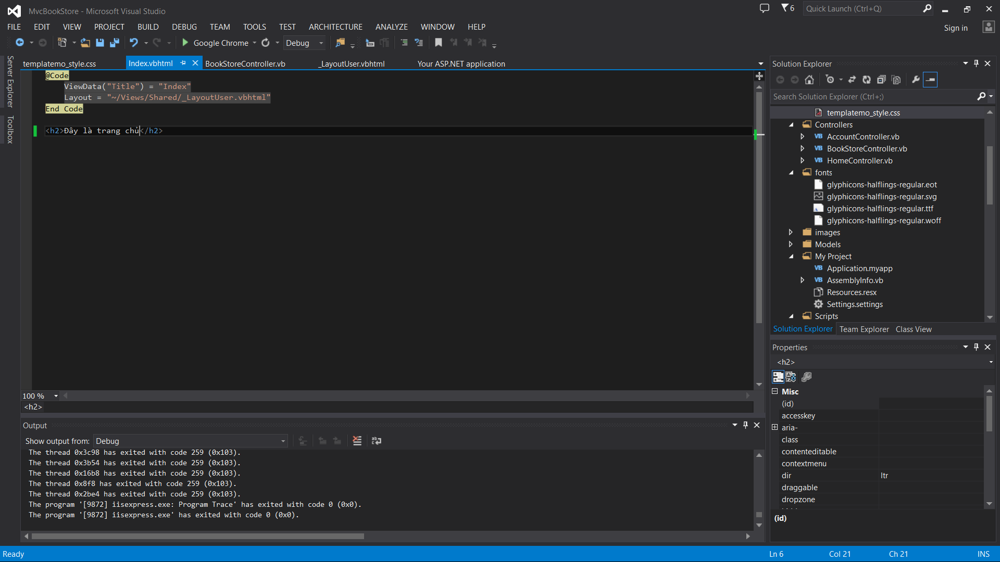 MvcBookStore - Microsoft Visual Studio
6
Quick Launch (Ctrl+Q)
FILE EDIT VIEW PROJECT BUILD DEBUG TEAM TOOLS TEST ARCHITECTURE ANALYZE WINDOW HELP
Sign in
Google Chrome Debug
Server Explorer
Toolbox
templatemo_style.css Index.vbhtml BookStoreController.vb _LayoutUser.vbhtml Your ASP.NET application
@Code
ViewData("Title") = "Index"
Layout = "~/Views/Shared/_LayoutUser.vbhtml"
End Code
<h2>Đây là trang chủ</h2>
100 %
<h2>
Output
Show output from: Debug
The thread 0x3c98 has exited with code 259 (0x103).
The thread 0x3b54 has exited with code 259 (0x103).
The thread 0x16b8 has exited with code 259 (0x103).
The thread 0x8f8 has exited with code 259 (0x103).
The thread 0x2be4 has exited with code 259 (0x103).
The program '[9872] iisexpress.exe: Program Trace' has exited with code 0 (0x0).
The program '[9872] iisexpress.exe' has exited with code 0 (0x0).
Solution Explorer
Search Solution Explorer (Ctrl+;)
templatemo_style.css
Controllers
VB AccountController.vb
VB BookStoreController.vb
VB HomeController.vb
fonts
glyphicons-halflings-regular.eot
glyphicons-halflings-regular.svg
glyphicons-halflings-regular.ttf
glyphicons-halflings-regular.woff
images
Models
My Project
VB Application.myapp
VB AssemblyInfo.vb
Resources.resx
Settings.settings
Scripts
Solution Explorer Team Explorer Class View
Properties
<h2>
Misc
(id)
accesskey
aria-
class
contenteditable
contextmenu
dir ltr
draggable
dropzone
(id)
Ready
Ln 6 Col 21 Ch 21 INS